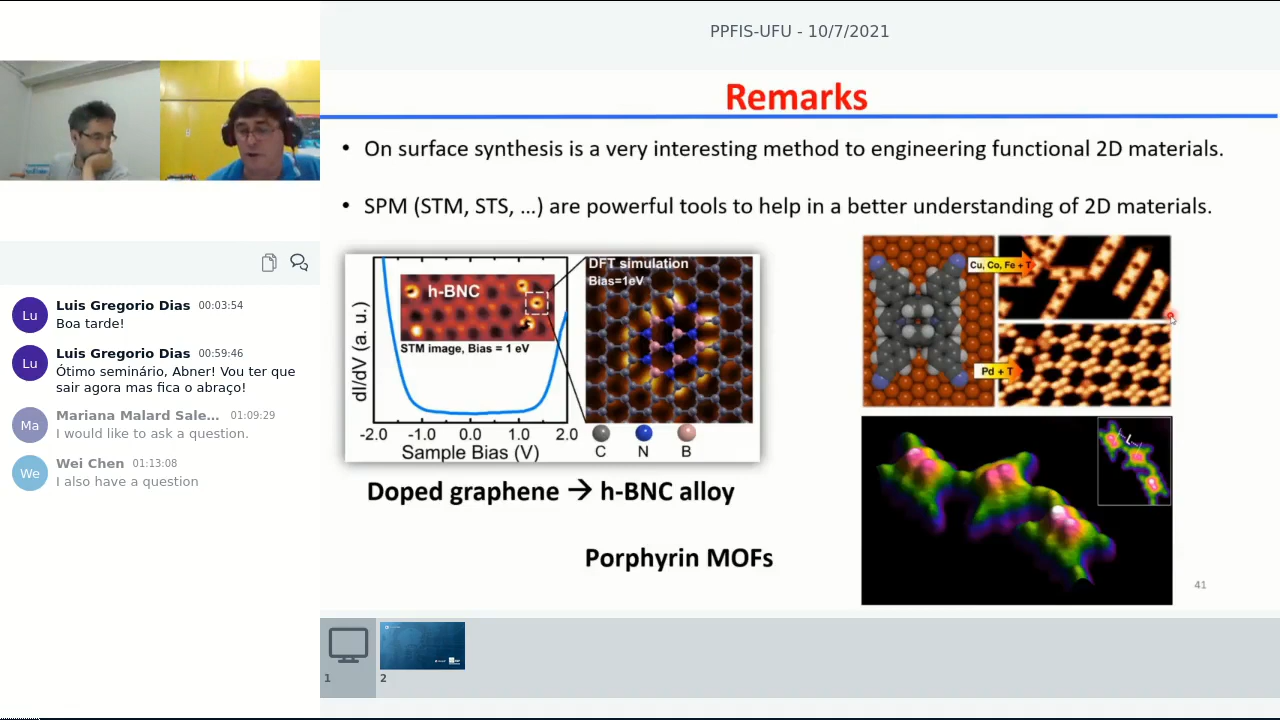 PPFIS-UFU - 10/7/2021
Remarks
• On surface synthesis is a very interesting method to engineering functional 2D materials.
• SPM (STM, STS, ...) are powerful tools to help in a better understanding of 2D materials.
Luis Gregorio Dias 00:03:54
Boa tarde!
Luis Gregorio Dias 00:59:46
Ótimo seminário, Abner! Vou ter que
sair agora mas fica o abraço!
Mariana Malard Sale... 01:09:29
I would like to ask a question.
Wei Chen 01:13:08
I also have a question
Lu
Lu
Ma
We
h-BNC
STM image, Bias = 1 eV
dI/dV (a. u.)
-2.0 -1.0 0.0 1.0 2.0
Sample Bias (V)
DFT simulation
Bias=1eV
C N B
Doped graphene → h-BNC alloy
Cu, Co, Fe + T
Pd + T
L
Porphyrin MOFs
41
1
2